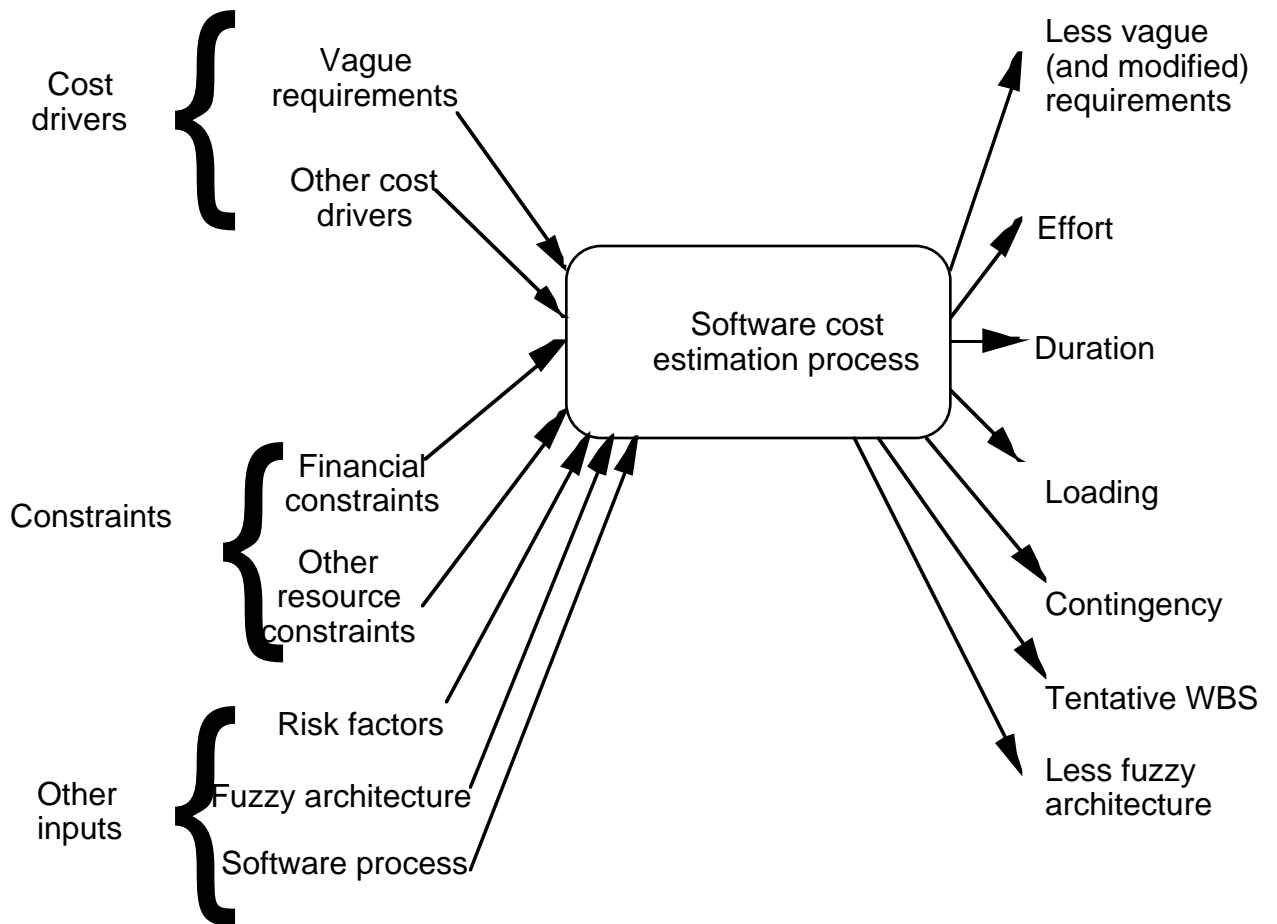 Cost
drivers
Vague
requirements
Other cost
drivers
Constraints
Financial
constraints
Other
resource
constraints
Other
inputs
Risk factors
Fuzzy architecture
Software process
Software cost
estimation process
Less vague
(and modified)
requirements
Effort
Duration
Loading
Contingency
Tentative WBS
Less fuzzy
architecture